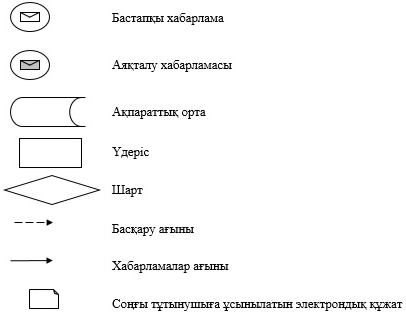 Бастапқы хабарлама
Аяқталу хабарламасы
Ақпараттық орта
Үдеріс
Шарт
Басқару ағыны
Хабарламалар ағыны
Соңғы тұтынушыға ұсынылатын электрондық құжат